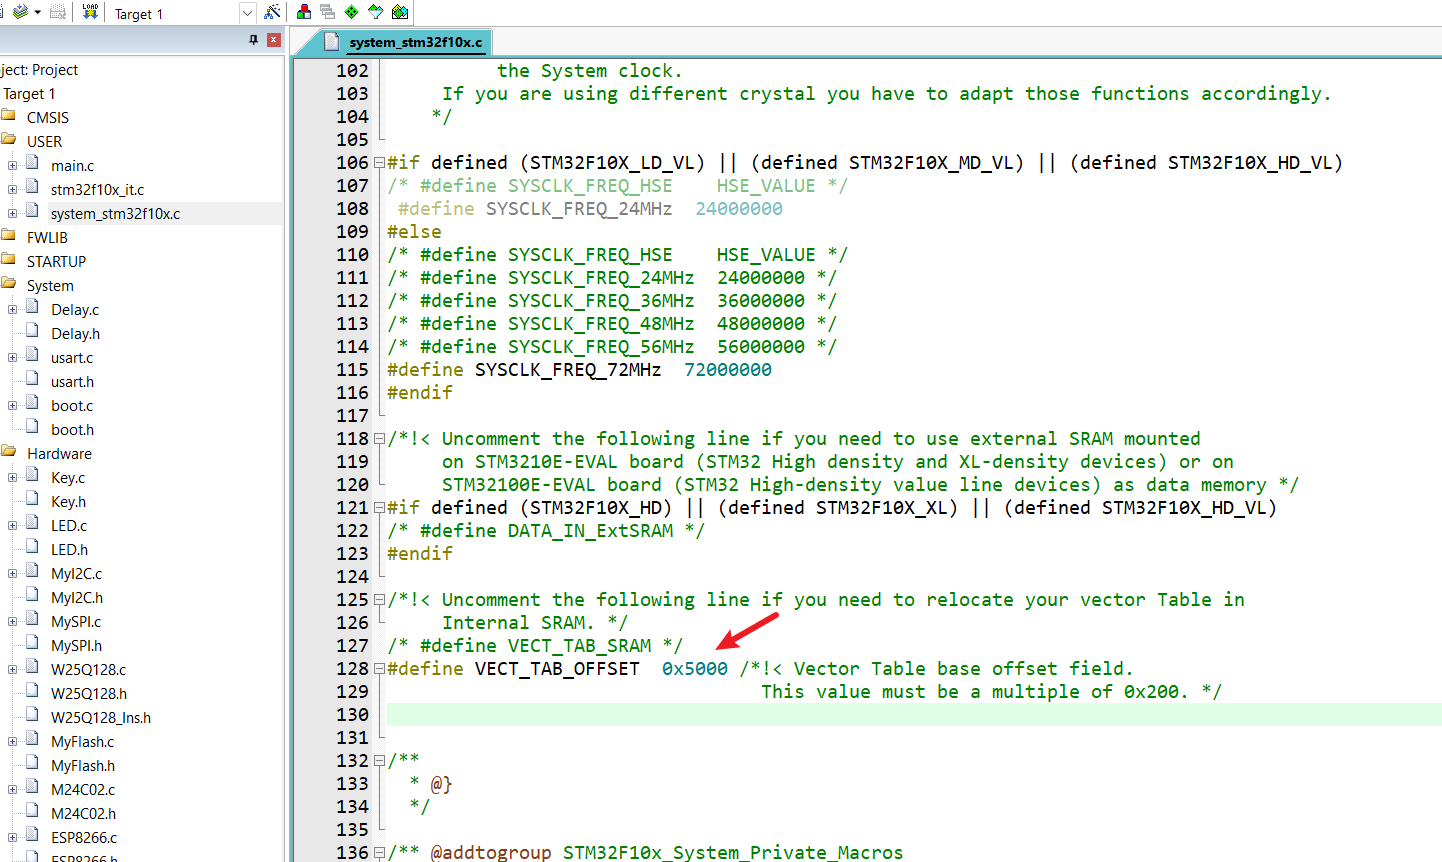 LOAD
Target 1
system_stm32f10x.c
ject: Project
Target 1
CMSIS
USER
main.c
stm32f10x_it.c
system_stm32f10x.c
FWLIB
STARTUP
System
Delay.c
Delay.h
usart.c
usart.h
boot.c
boot.h
Hardware
Key.c
Key.h
LED.c
LED.h
MyI2C.c
MyI2C.h
MySPI.c
MySPI.h
W25Q128.c
W25Q128.h
W25Q128_Ins.h
MyFlash.c
MyFlash.h
M24C02.c
M24C02.h
ESP8266.c
ESP8266.h
102 the System clock.
103 If you are using different crystal you have to adapt those functions accordingly.
104 */
105
106 #if defined (STM32F10X_LD_VL) || (defined STM32F10X_MD_VL) || (defined STM32F10X_HD_VL)
107 /* #define SYSCLK_FREQ_HSE    HSE_VALUE */
108 #define SYSCLK_FREQ_24MHz  24000000
109 #else
110 /* #define SYSCLK_FREQ_HSE    HSE_VALUE */
111 /* #define SYSCLK_FREQ_24MHz  24000000 */
112 /* #define SYSCLK_FREQ_36MHz  36000000 */
113 /* #define SYSCLK_FREQ_48MHz  48000000 */
114 /* #define SYSCLK_FREQ_56MHz  56000000 */
115 #define SYSCLK_FREQ_72MHz  72000000
116 #endif
117
118 /*!< Uncomment the following line if you need to use external SRAM mounted
119 on STM3210E-EVAL board (STM32 High density and XL-density devices) or on
120 STM32100E-EVAL board (STM32 High-density value line devices) as data memory */
121 #if defined (STM32F10X_HD) || (defined STM32F10X_XL) || (defined STM32F10X_HD_VL)
122 /* #define DATA_IN_ExtSRAM */
123 #endif
124
125 /*!< Uncomment the following line if you need to relocate your vector Table in
126 Internal SRAM. */
127 /* #define VECT_TAB_SRAM */
128 #define VECT_TAB_OFFSET  0x5000 /*!< Vector Table base offset field.
129 This value must be a multiple of 0x200. */
130
131
132 /**
133 * @}
134 */
135
136 /** @addtogroup STM32F10x_System_Private_Macros